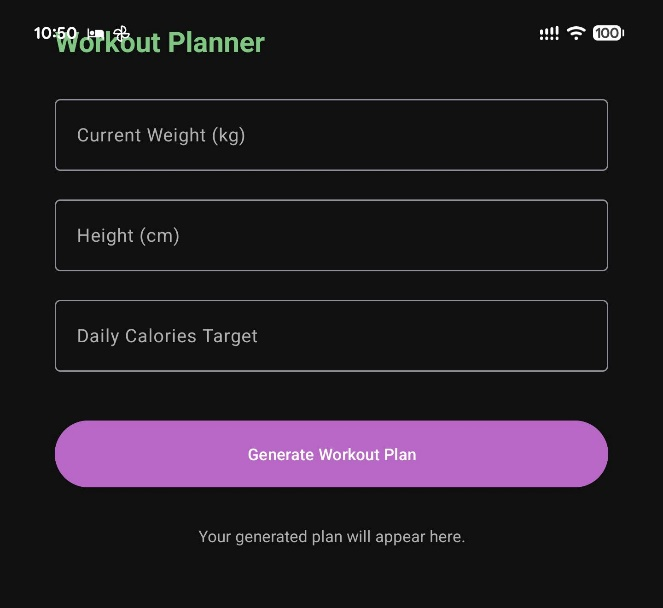 10:50
100
Workout Planner
Current Weight (kg)
Height (cm)
Daily Calories Target
Generate Workout Plan
Your generated plan will appear here.